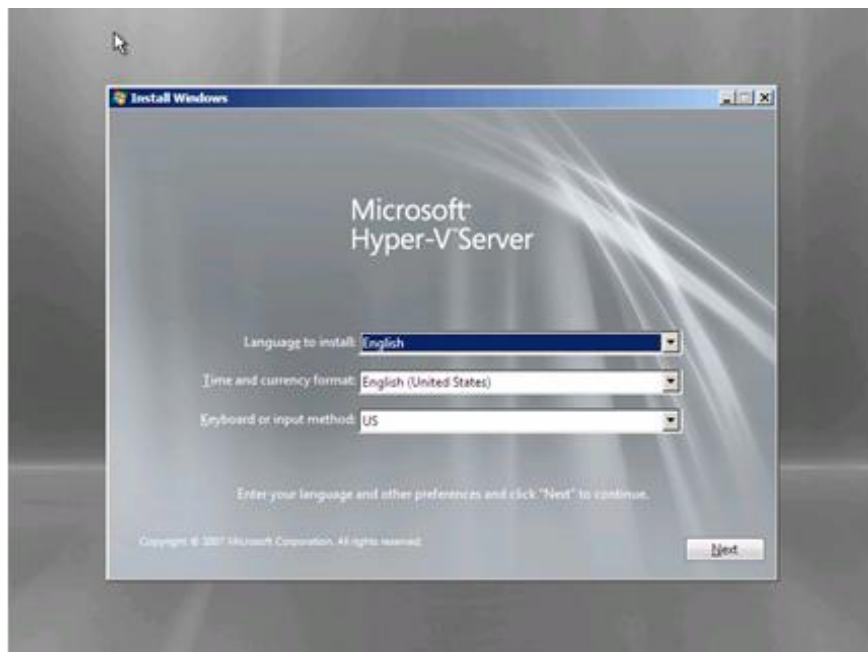 Install Windows
Microsoft®
Hyper-V™Server
Language to install: English
Time and currency format: English (United States)
Keyboard or input method: US
Enter your language and other preferences and click "Next" to continue.
Copyright © 2007 Microsoft Corporation. All rights reserved.
Next